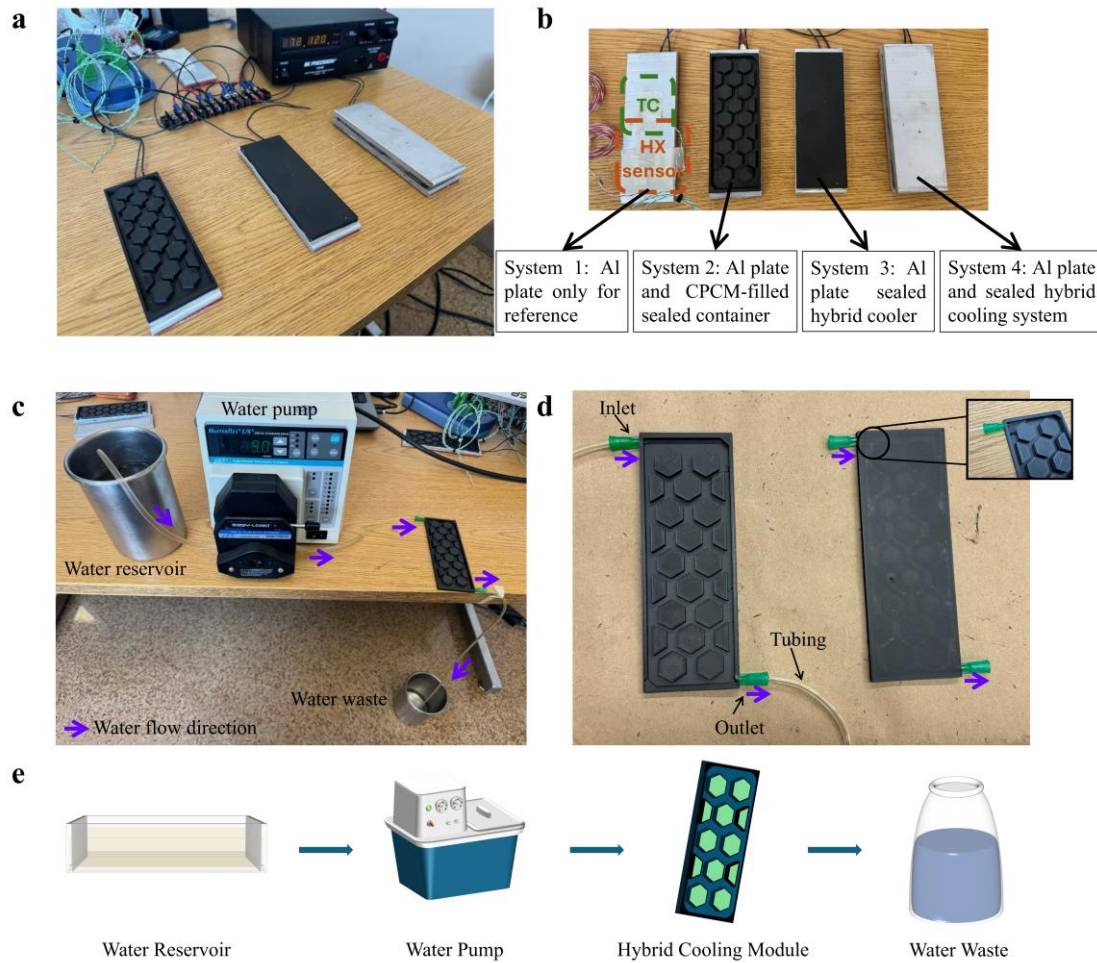 a
b
TC
HX
sensor
System 1: Al
plate only for
reference
System 2: Al plate
and CPCM-filled
sealed container
System 3: Al
plate sealed
hybrid cooler
System 4: Al plate
and sealed hybrid
cooling system
c
Water pump
Water reservoir
Water waste
Water flow direction
d
Inlet
Tubing
Outlet
e
Water Reservoir
Water Pump
Hybrid Cooling Module
Water Waste